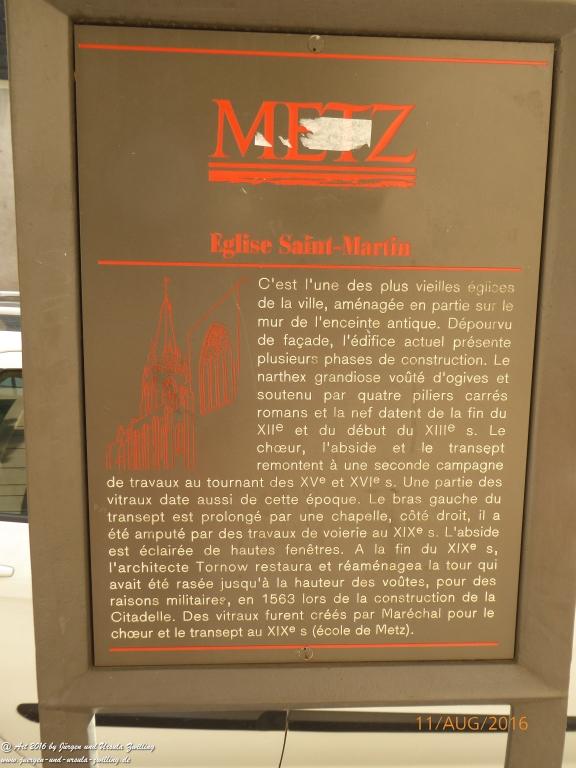 METZ
Eglise Saint-Martin
C'est l'une des plus vieilles églices
de la ville, aménagée en partie sur le
mur de l'enceinte antique. Dépourvu
de façade, l'édifice actuel présente
plusieurs phases de construction. Le
narthex grandiose voûté d'ogives et
soutenu par quatre piliers carrés
romans et la nef datent de la fin du
XIIe et du début du XIIIe s. Le
chœur, l'abside et le transept
remontent à une seconde campagne
de travaux au tournant des XVe et XVIe s. Une partie des
vitraux date aussi de cette époque. Le bras gauche du
transept est prolongé par une chapelle, côté droit, il a
été amputé par des travaux de voierie au XIXe s. L'abside
est éclairée de hautes fenêtres. A la fin du XIXe s,
l'architecte Tornow restaura et réaménagea la tour qui
avait été rasée jusqu'à la hauteur des voûtes, pour des
raisons militaires, en 1563 lors de la construction de la
Citadelle. Des vitraux furent créés par Maréchal pour le
chœur et le transept au XIXe s (école de Metz).
11/AUG/2016
@ Art 2016 by Jürgen und Ursula Zwilling
www.juergen-und-ursula-zwilling.de